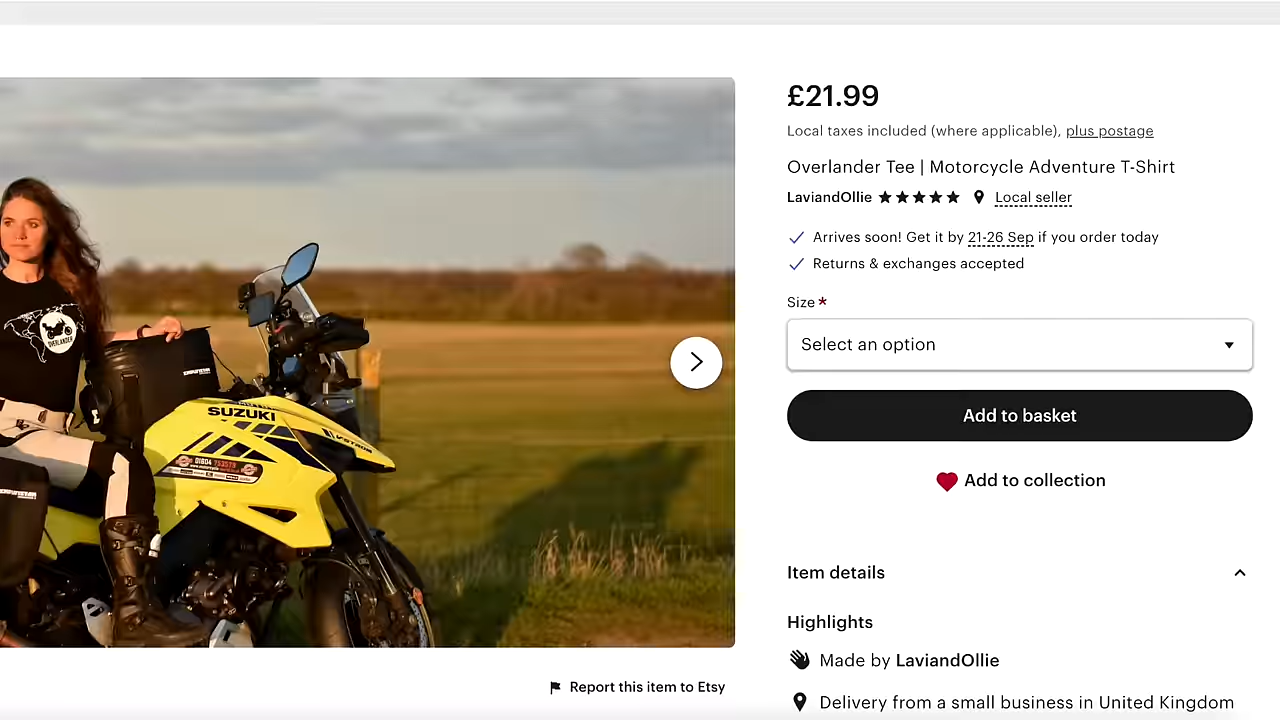 £21.99
Local taxes included (where applicable), plus postage
Overlander Tee | Motorcycle Adventure T-Shirt
LaviandOllie ★★★★★ Local seller
Arrives soon! Get it by 21-26 Sep if you order today
Returns & exchanges accepted
Size *
Select an option
Add to basket
Add to collection
Item details
Highlights
Made by LaviandOllie
Delivery from a small business in United Kingdom
OVERLANDER
SUZUKI
V-STROM
01604 753579
Report this item to Etsy